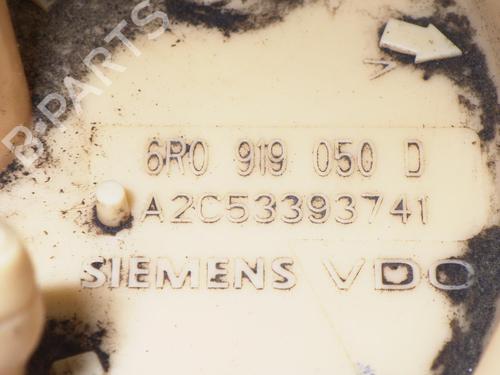 B-PARTS
6R0 919 050 D
A2C53393741
SIEMENS VDO